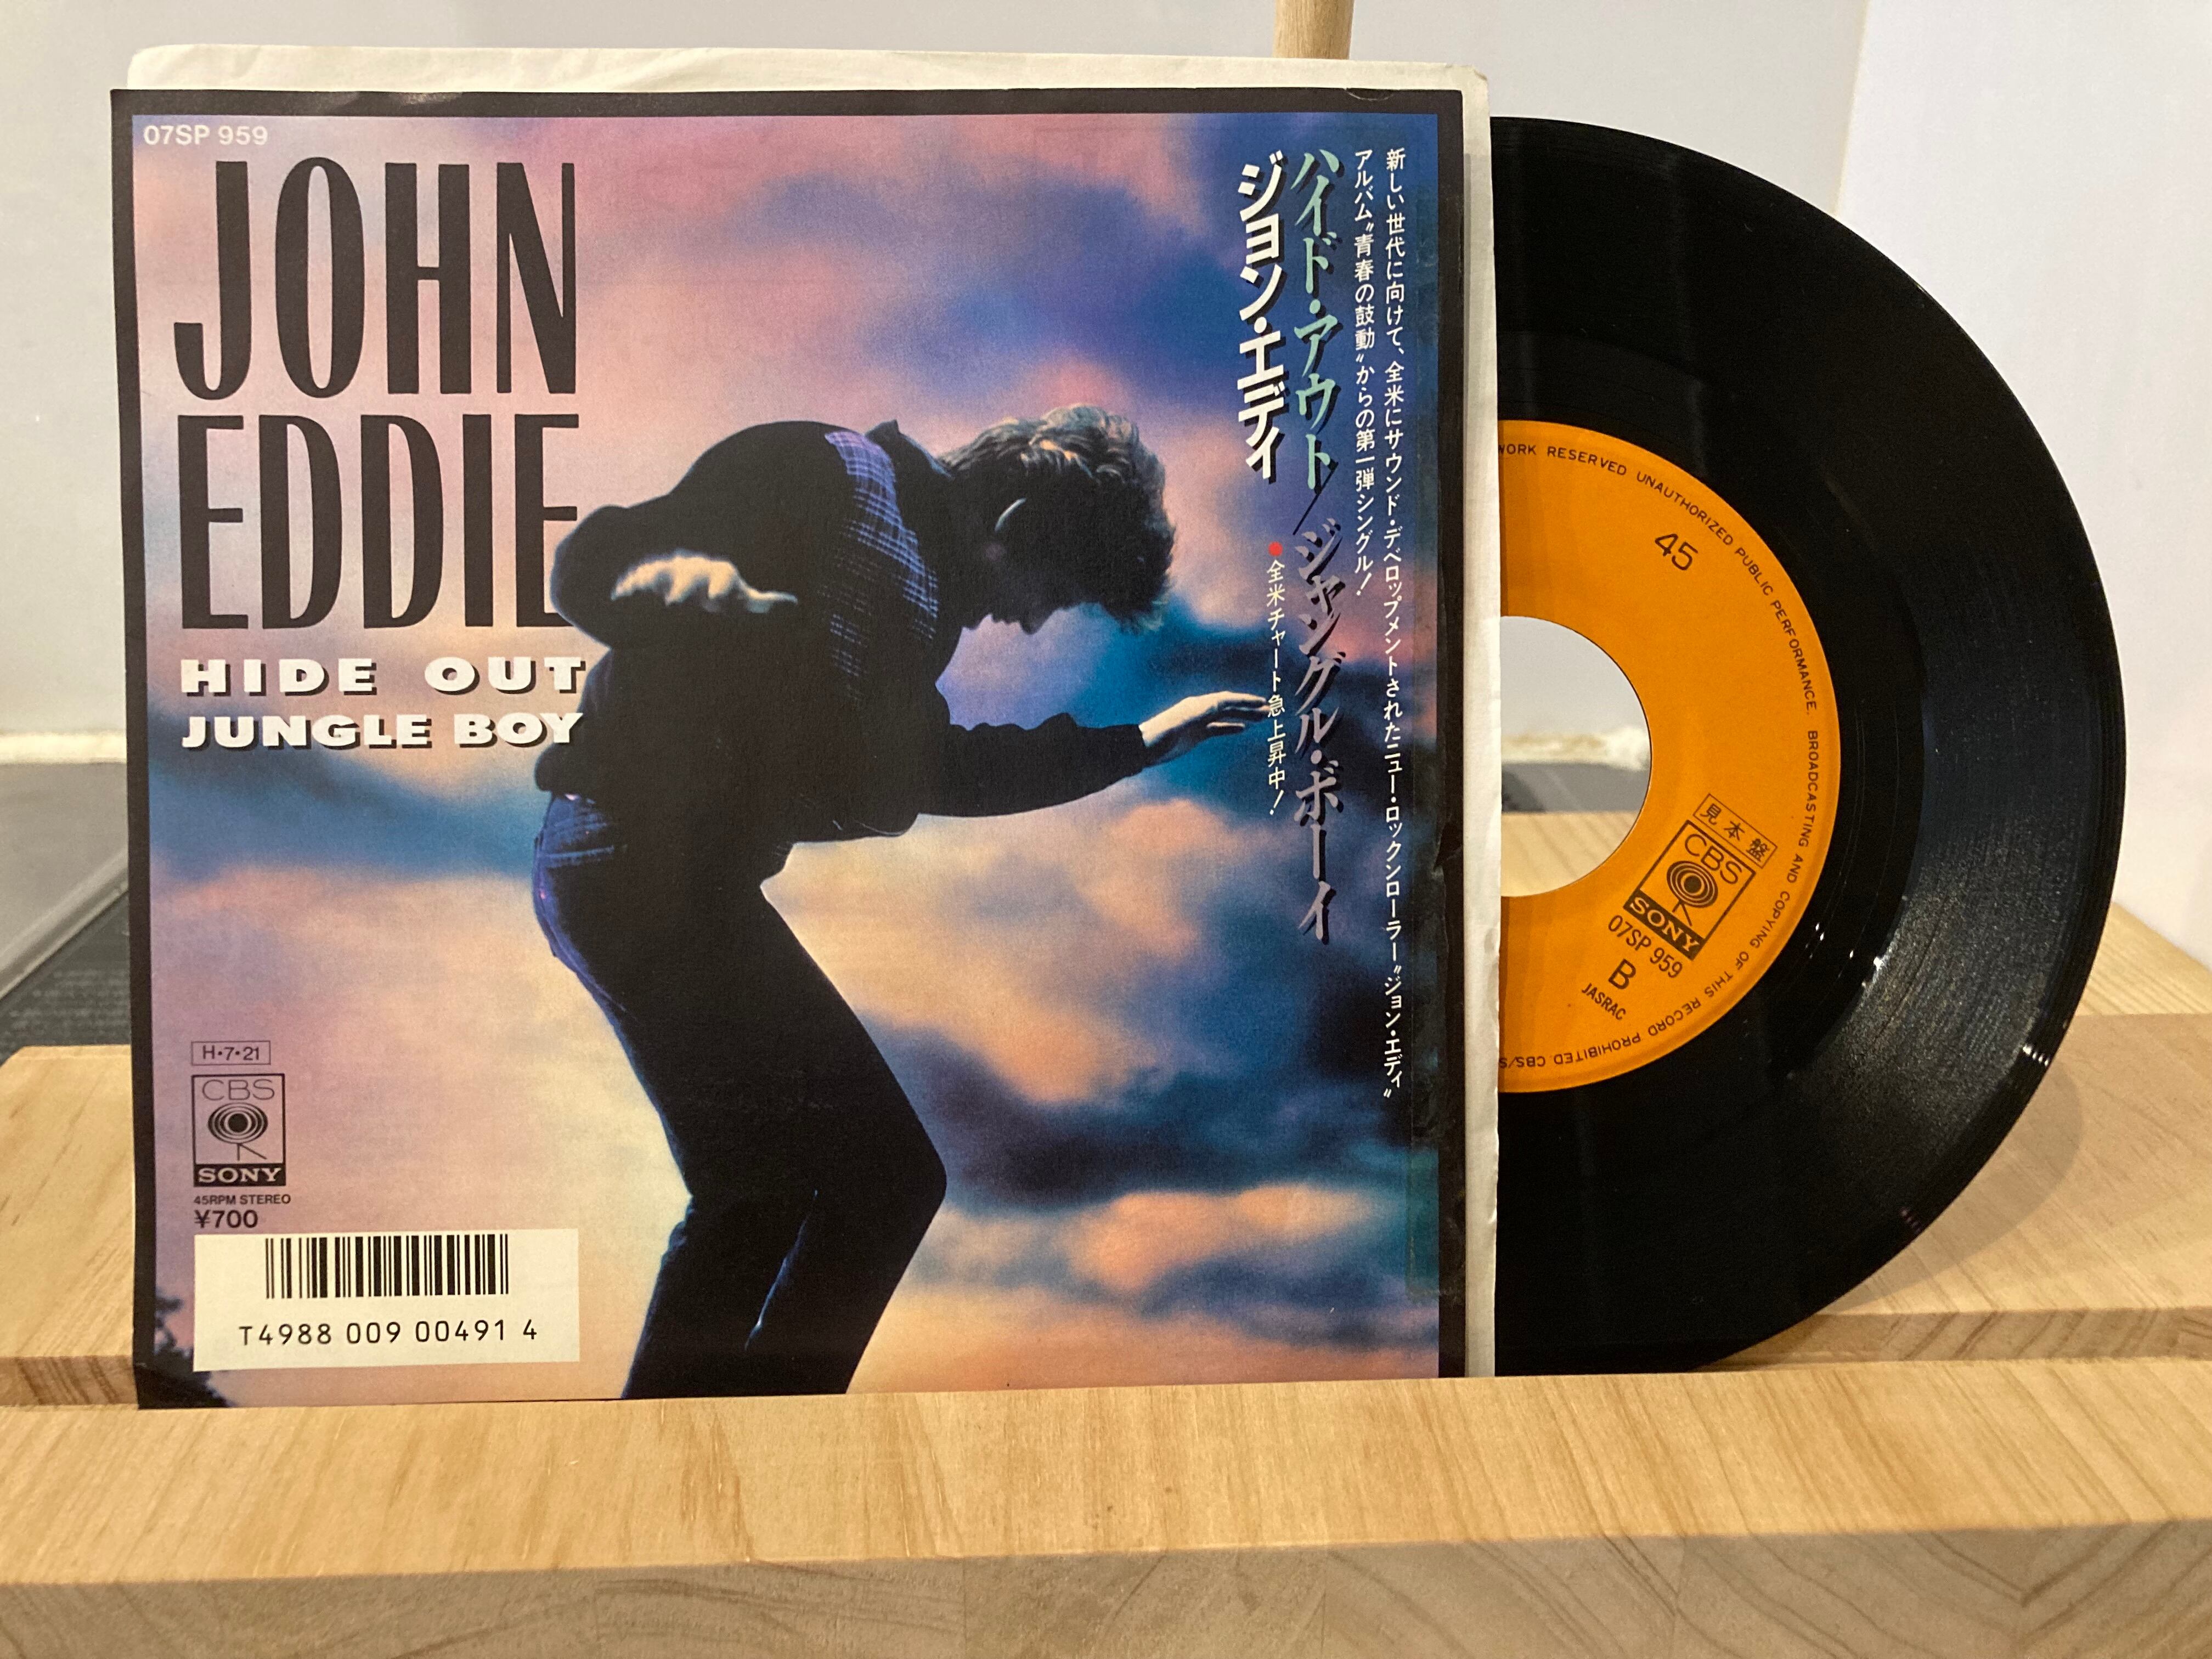 07SP 959
JOHN
EDDIE
HIDE OUT
JUNGLE BOY
新しい世代に向けて、全米にサウンド・デベロップメントされたニュー・ロックンローラー〝ジョン・エディ〟
アルバム〝青春の鼓動〟からの第一弾シングル!
ハイド・アウト/ジャングル・ボーイ
ジョン・エディ
●全米チャート急上昇中!
H•7•21
CBS
SONY
45RPM STEREO
¥700
T4988 009 00491 4
WORK RESERVED UNAUTHORIZED PUBLIC PERFORMANCE. BROADCASTING AND COPYING OF THIS RECORD PROHIBITED CBS/S
45
見本盤
CBS
SONY
07SP 959
B
JASRAC